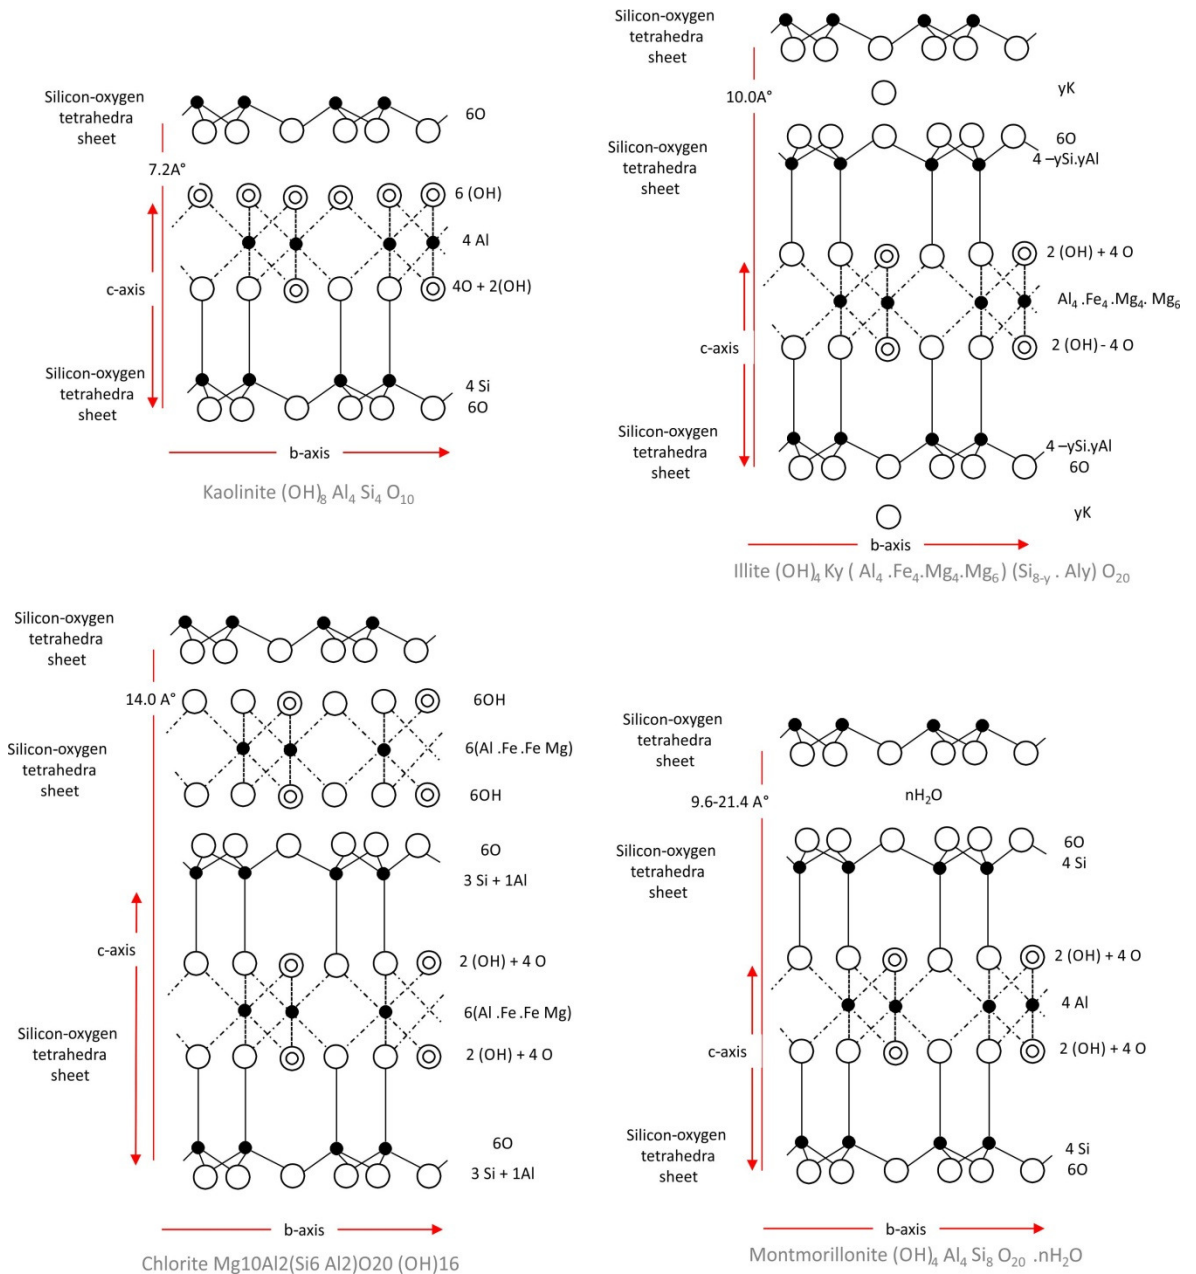 Silicon-oxygen
tetrahedra
sheet
6O
7.2A°
6 (OH)
4 Al
c-axis
4O + 2(OH)
Silicon-oxygen
tetrahedra
sheet
4 Si
6O
b-axis
Kaolinite (OH)₈ Al₄ Si₄ O₁₀
Silicon-oxygen
tetrahedra
sheet
10.0A°
yK
Silicon-oxygen
tetrahedra
sheet
6O
4 –ySi.yAl
2 (OH) + 4 O
Al₄ .Fe₄ .Mg₄. Mg₆
c-axis
2 (OH) - 4 O
Silicon-oxygen
tetrahedra
sheet
4 –ySi.yAl
6O
yK
b-axis
Illite (OH)₄ Ky ( Al₄ .Fe₄.Mg₄.Mg₆) (Si₈₋y . Aly) O₂₀
Silicon-oxygen
tetrahedra
sheet
14.0 A°
6OH
Silicon-oxygen
tetrahedra
sheet
6(Al .Fe .Fe Mg)
6OH
6O
3 Si + 1Al
c-axis
2 (OH) + 4 O
6(Al .Fe .Fe Mg)
Silicon-oxygen
tetrahedra
sheet
2 (OH) + 4 O
6O
3 Si + 1Al
b-axis
Chlorite Mg10Al2(Si6 Al2)O20 (OH)16
Silicon-oxygen
tetrahedra
sheet
9.6-21.4 A°
nH₂O
Silicon-oxygen
tetrahedra
sheet
6O
4 Si
2 (OH) + 4 O
4 Al
c-axis
2 (OH) + 4 O
Silicon-oxygen
tetrahedra
sheet
4 Si
6O
b-axis
Montmorillonite (OH)₄ Al₄ Si₈ O₂₀ .nH₂O